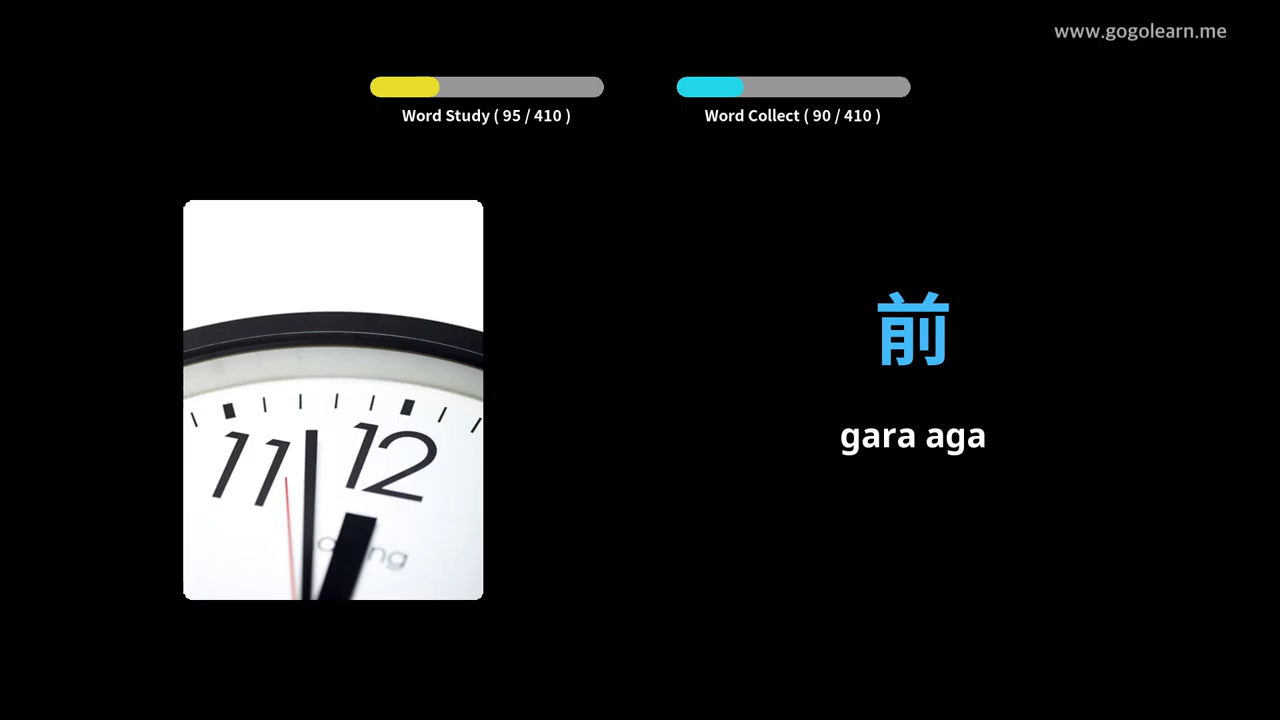 www.gogolearn.me
Word Study ( 95 / 410 )
Word Collect ( 90 / 410 )
11 12
前
gara aga